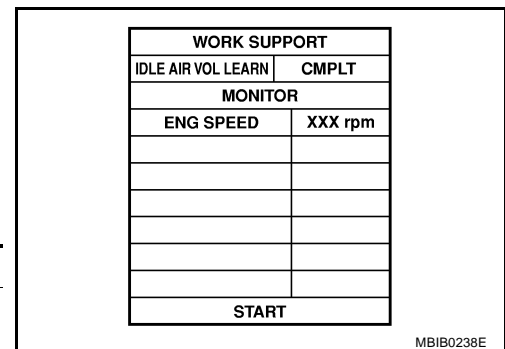 WORK SUPPORT
IDLE AIR VOL LEARN CMPLT
MONITOR
ENG SPEED XXX rpm
START
MBIB0238E